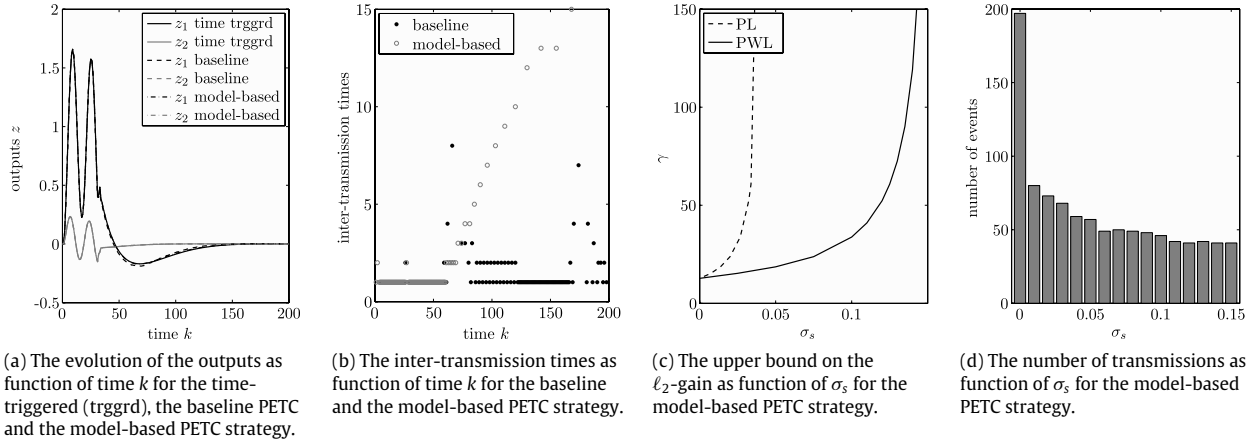 2
1.5
1
0.5
0
-0.5
outputs z
0 50 100 150 200
time k
z1 time trggrd
z2 time trggrd
z1 baseline
z2 baseline
z1 model-based
z2 model-based
(a) The evolution of the outputs as
function of time k for the time-
triggered (trggrd), the baseline PETC
and the model-based PETC strategy.
15
10
5
0
inter-transmission times
0 50 100 150 200
time k
baseline
model-based
(b) The inter-transmission times as
function of time k for the baseline
and the model-based PETC strategy.
150
100
50
0
γ
0 0.05 0.1
σs
PL
PWL
(c) The upper bound on the
ℓ2-gain as function of σs for the
model-based PETC strategy.
200
150
100
50
0
number of events
0 0.05 0.1 0.15
σs
(d) The number of transmissions as
function of σs for the model-based
PETC strategy.